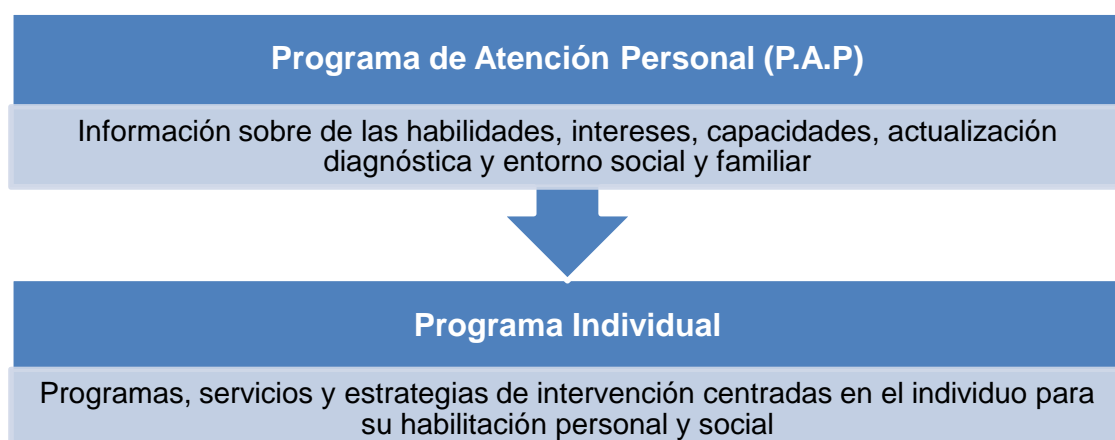 Programa de Atención Personal (P.A.P)
Información sobre de las habilidades, intereses, capacidades, actualización
diagnóstica y entorno social y familiar
Programa Individual
Programas, servicios y estrategias de intervención centradas en el individuo para
su habilitación personal y social